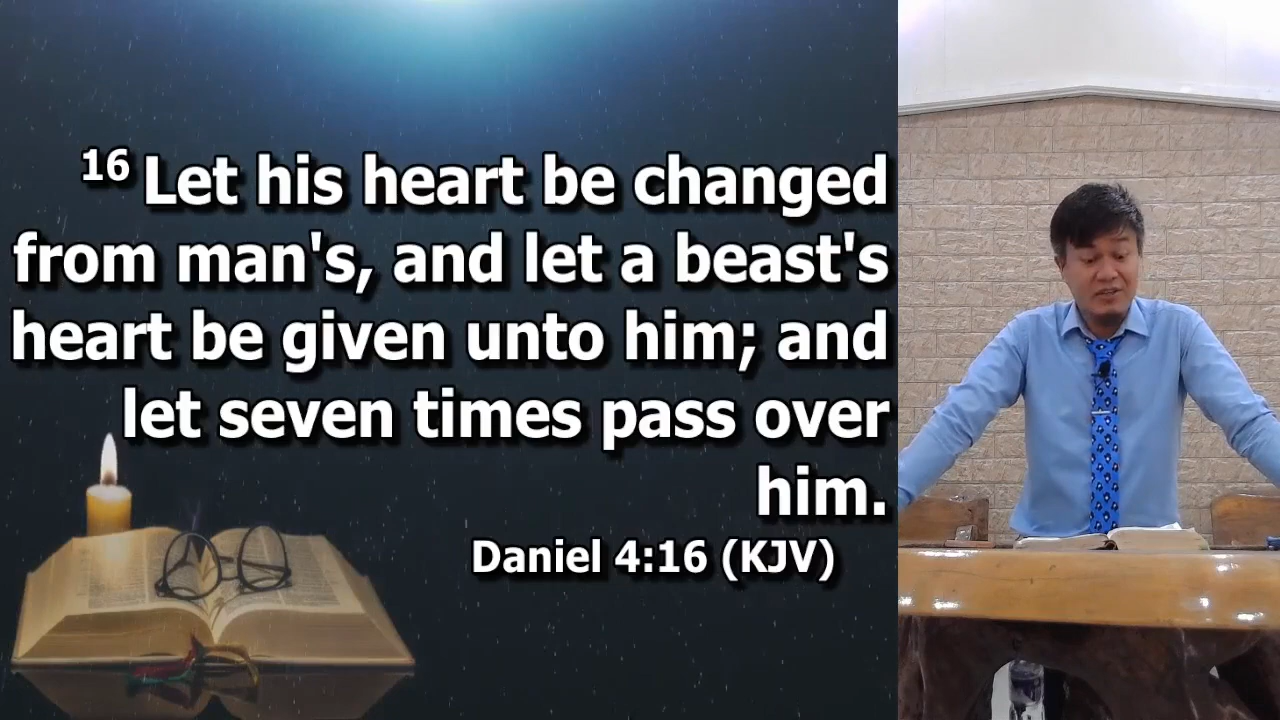 16 Let his heart be changed
from man's, and let a beast's
heart be given unto him; and
let seven times pass over
him.
Daniel 4:16 (KJV)